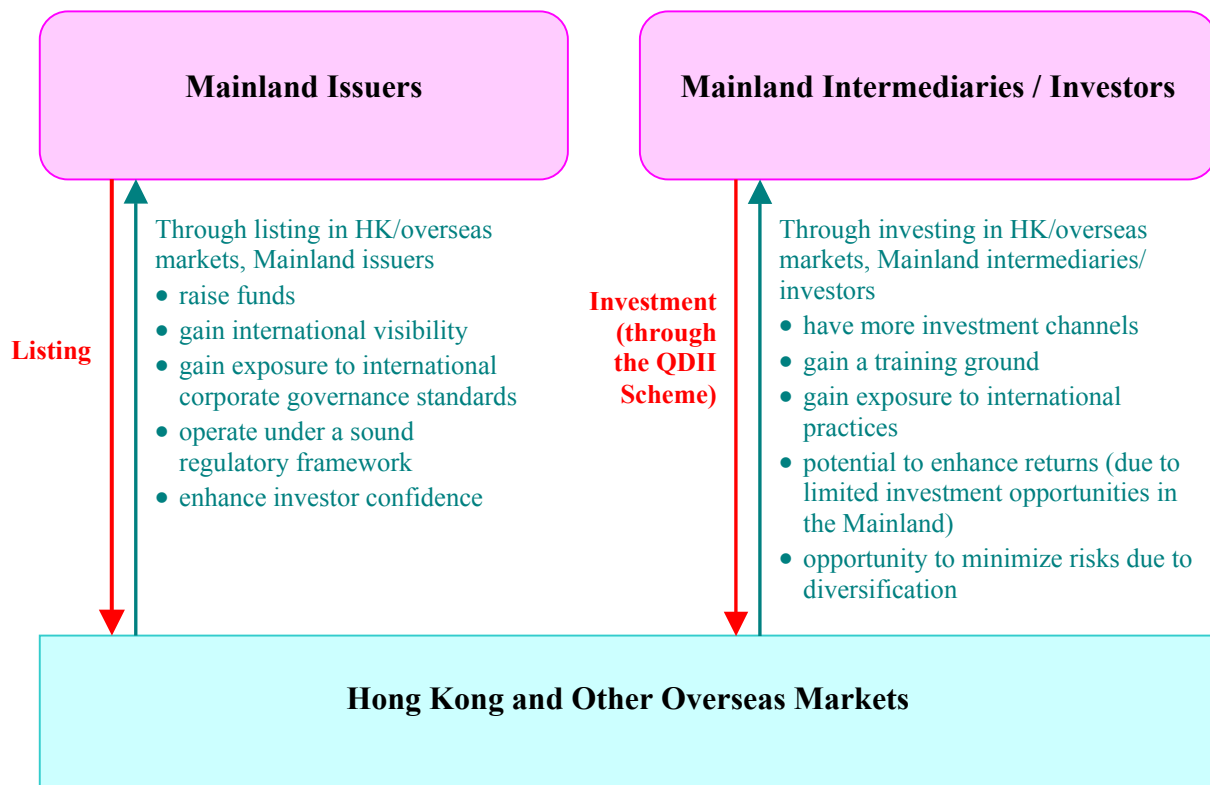 Mainland Issuers
Mainland Intermediaries / Investors
Listing
Through listing in HK/overseas
markets, Mainland issuers
• raise funds
• gain international visibility
• gain exposure to international
corporate governance standards
• operate under a sound
regulatory framework
• enhance investor confidence
Investment
(through
the QDII
Scheme)
Through investing in HK/overseas
markets, Mainland intermediaries/
investors
• have more investment channels
• gain a training ground
• gain exposure to international
practices
• potential to enhance returns (due to
limited investment opportunities in
the Mainland)
• opportunity to minimize risks due to
diversification
Hong Kong and Other Overseas Markets